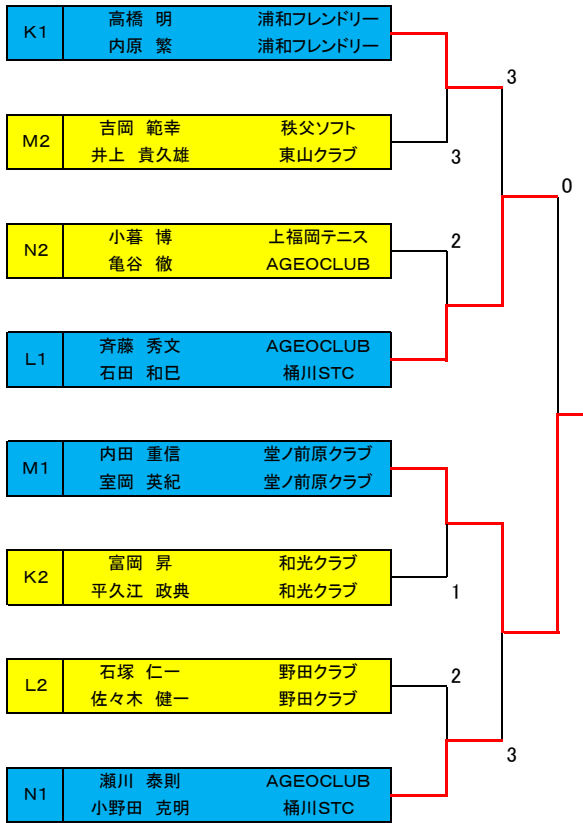 K1 高橋 明 浦和フレンドリー
内原 繁 浦和フレンドリー
3
0
M2 吉岡 範幸 秩父ソフト
井上 貴久雄 東山クラブ
3
N2 小暮 博 上福岡テニス
亀谷 徹 AGEOCLUB
2
L1 斉藤 秀文 AGEOCLUB
石田 和巳 桶川STC
M1 内田 重信 堂ノ前原クラブ
室岡 英紀 堂ノ前原クラブ
K2 富岡 昇 和光クラブ
平久江 政典 和光クラブ
1
L2 石塚 仁一 野田クラブ
佐々木 健一 野田クラブ
2
3
N1 瀬川 泰則 AGEOCLUB
小野田 克明 桶川STC